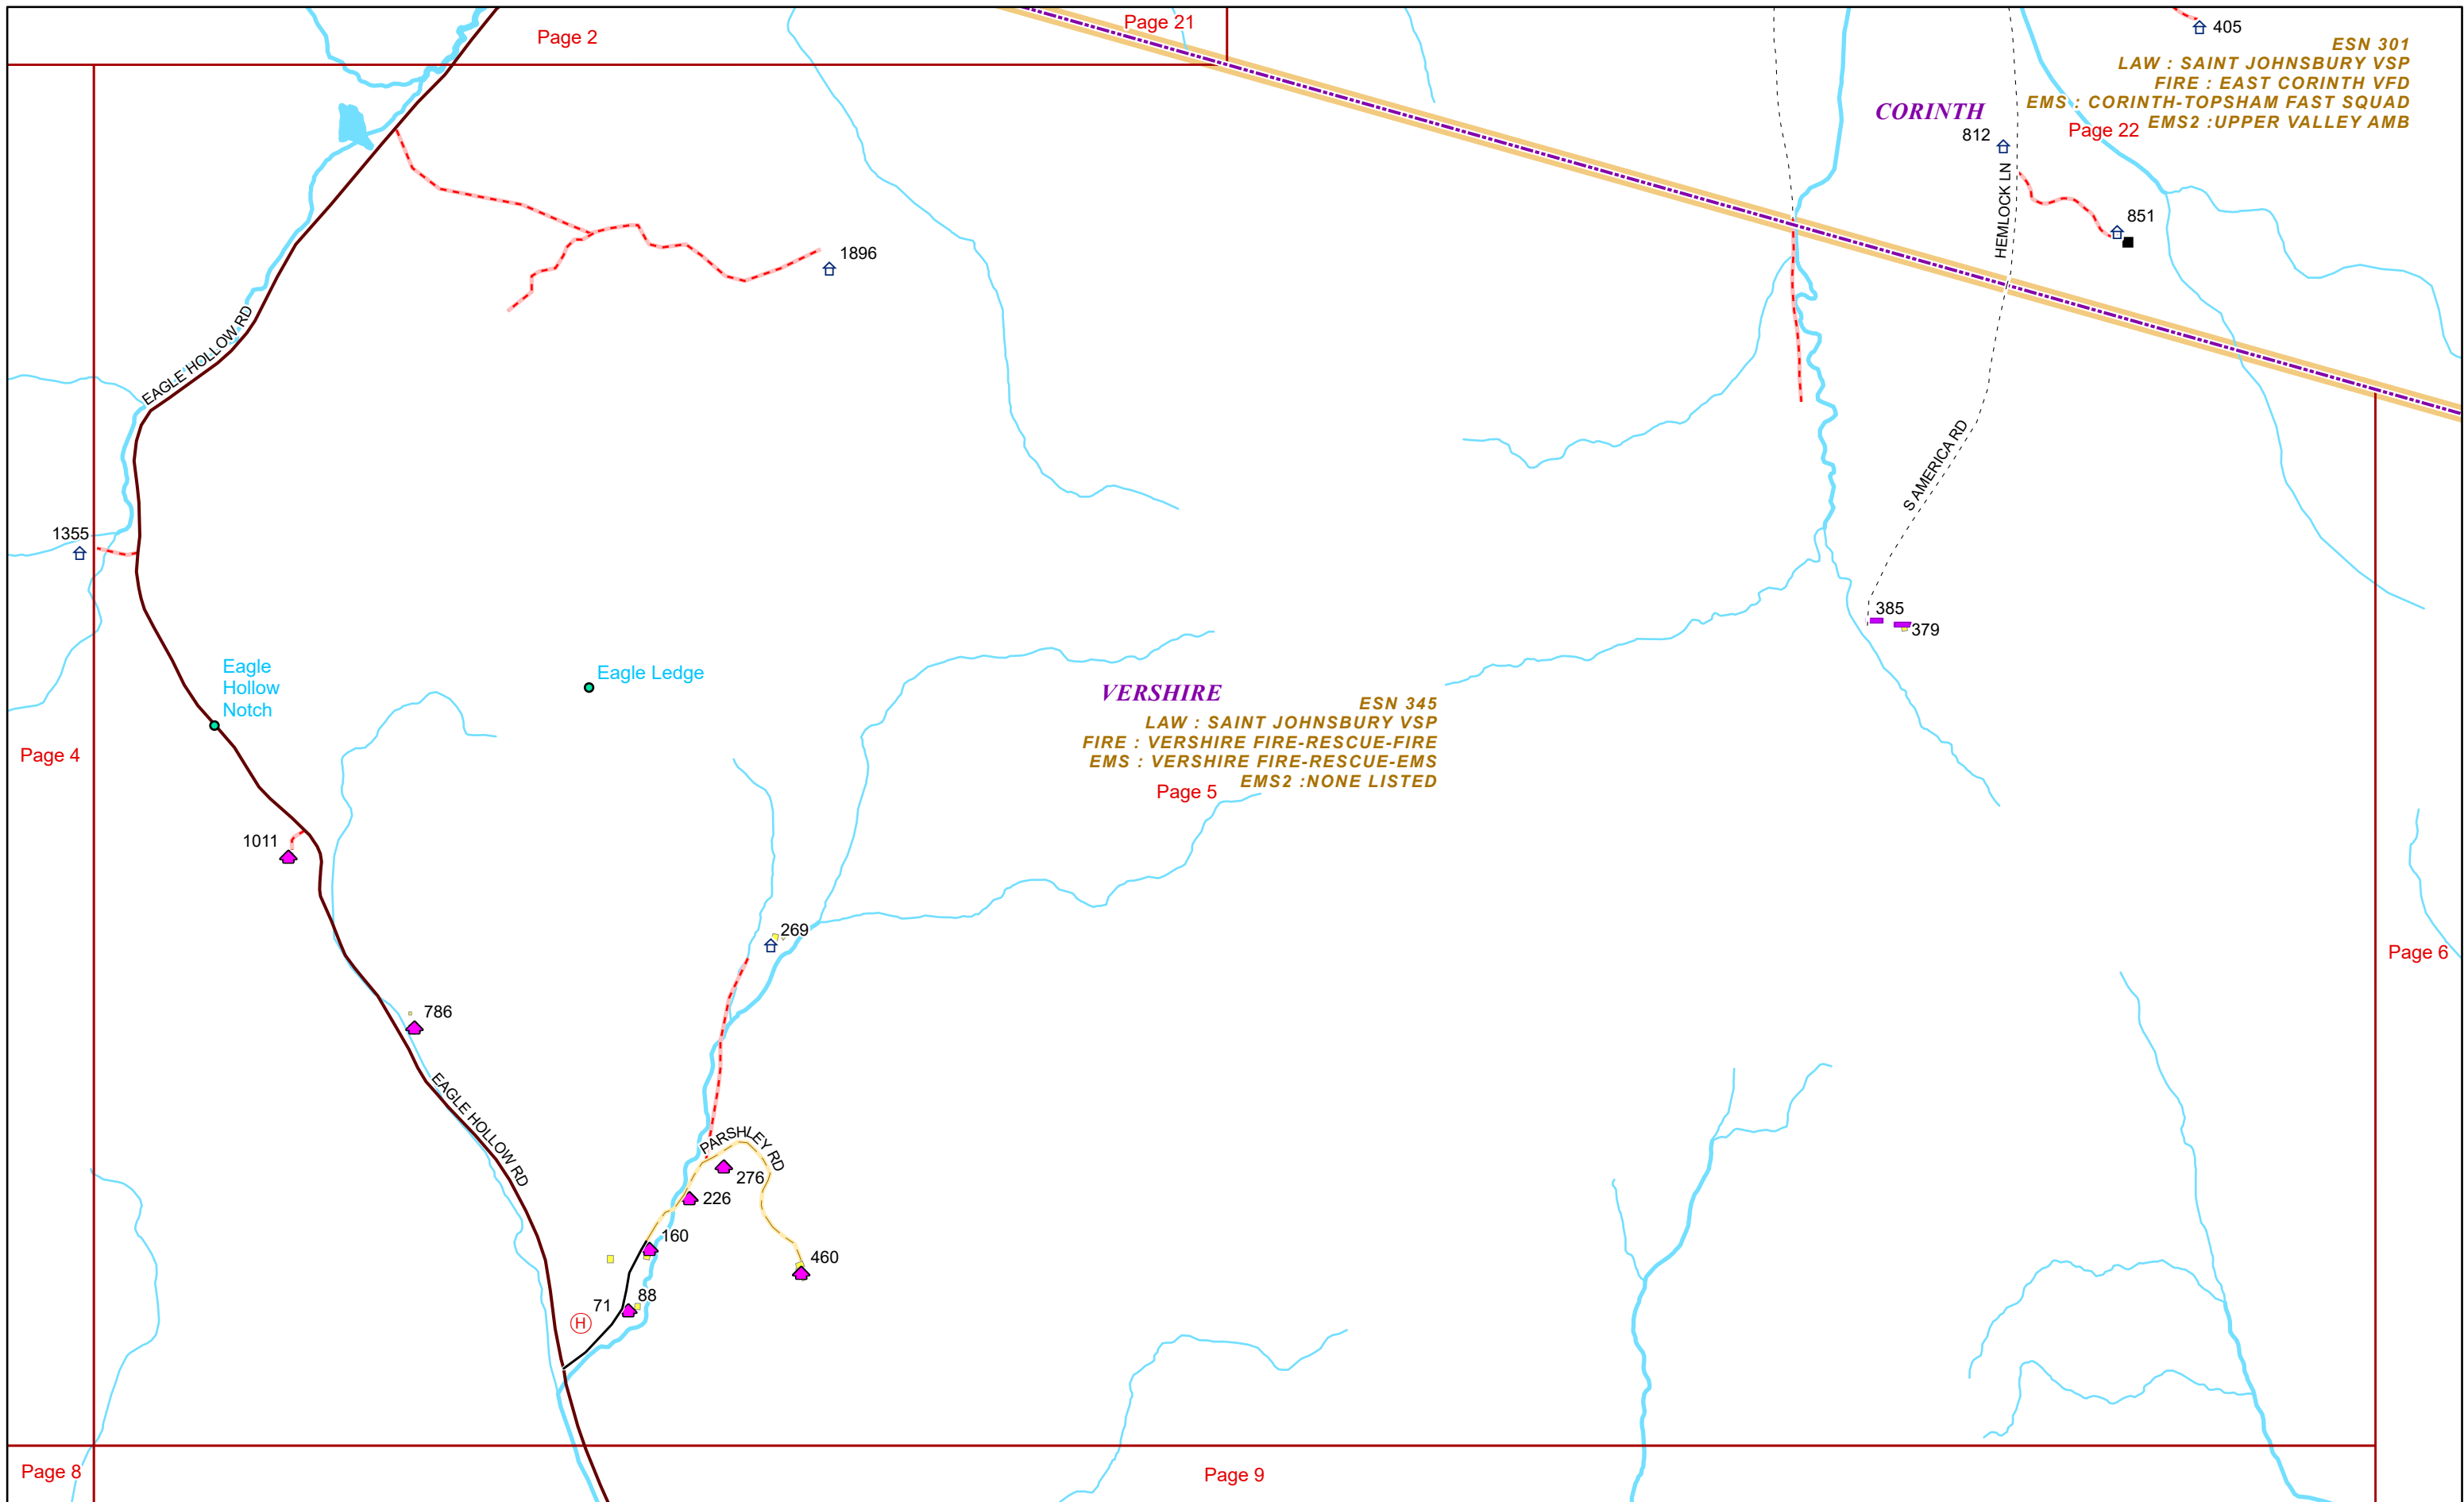 Page 21
Page 2
405
ESN 301
LAW : SAINT JOHNSBURY VSP
FIRE : EAST CORINTH VFD
EMS : CORINTH-TOPSHAM FAST SQUAD
EMS2 :UPPER VALLEY AMB
CORINTH
Page 22
812
HEMLOCK LN
851
1896
EAGLE HOLLOW RD
S AMERICA RD
1355
385
379
Eagle
Hollow
Notch
Eagle Ledge
VERSHIRE
ESN 345
LAW : SAINT JOHNSBURY VSP
FIRE : VERSHIRE FIRE-RESCUE-FIRE
EMS : VERSHIRE FIRE-RESCUE-EMS
EMS2 :NONE LISTED
Page 4
Page 5
1011
269
Page 6
786
EAGLE HOLLOW RD
PARSHLEY RD
276
226
160
460
88
71
H
Page 8
Page 9